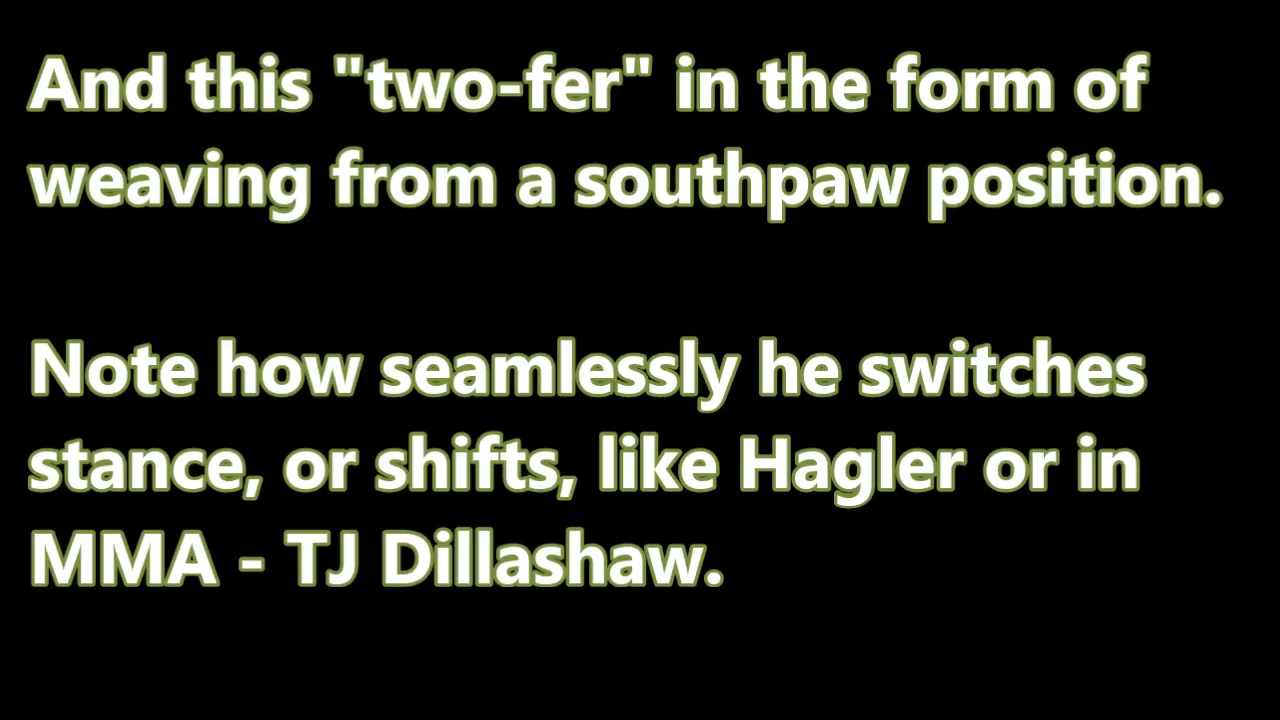 And this "two-fer" in the form of
weaving from a southpaw position.
Note how seamlessly he switches
stance, or shifts, like Hagler or in
MMA - TJ Dillashaw.